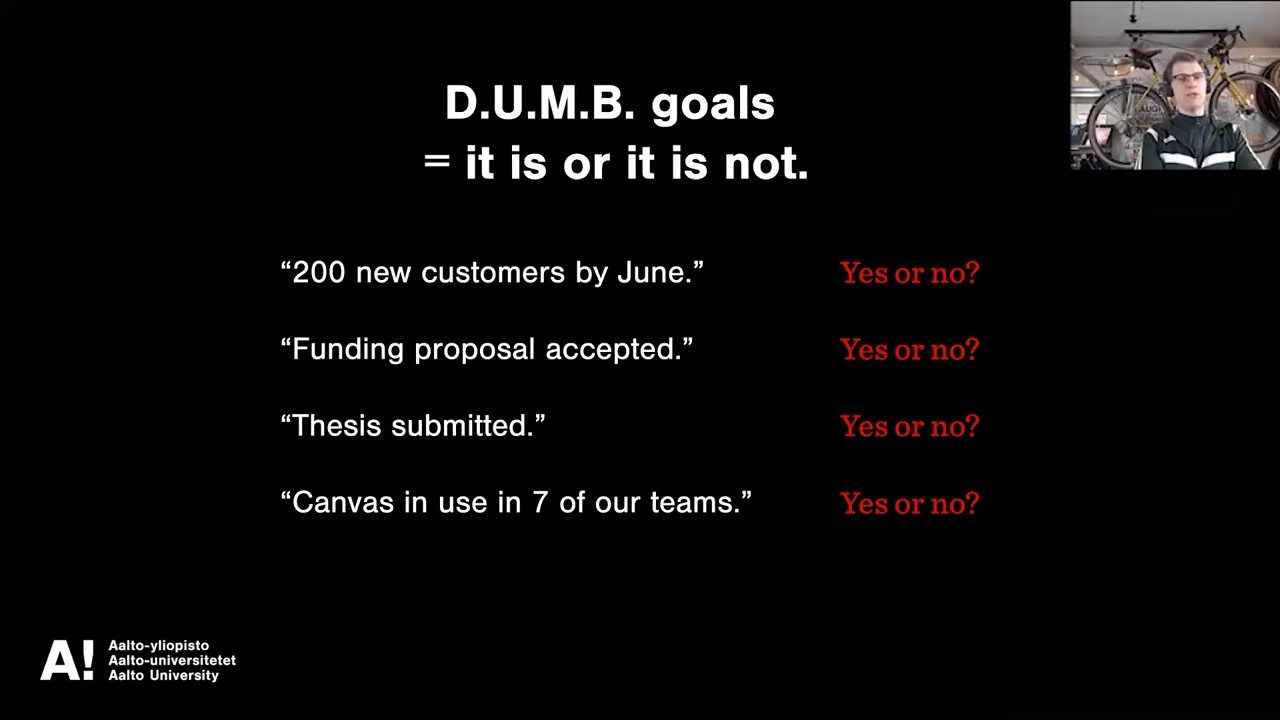 D.U.M.B. goals
= it is or it is not.
“200 new customers by June.” Yes or no?
“Funding proposal accepted.” Yes or no?
“Thesis submitted.” Yes or no?
“Canvas in use in 7 of our teams.” Yes or no?
A!
Aalto-yliopisto
Aalto-universitetet
Aalto University